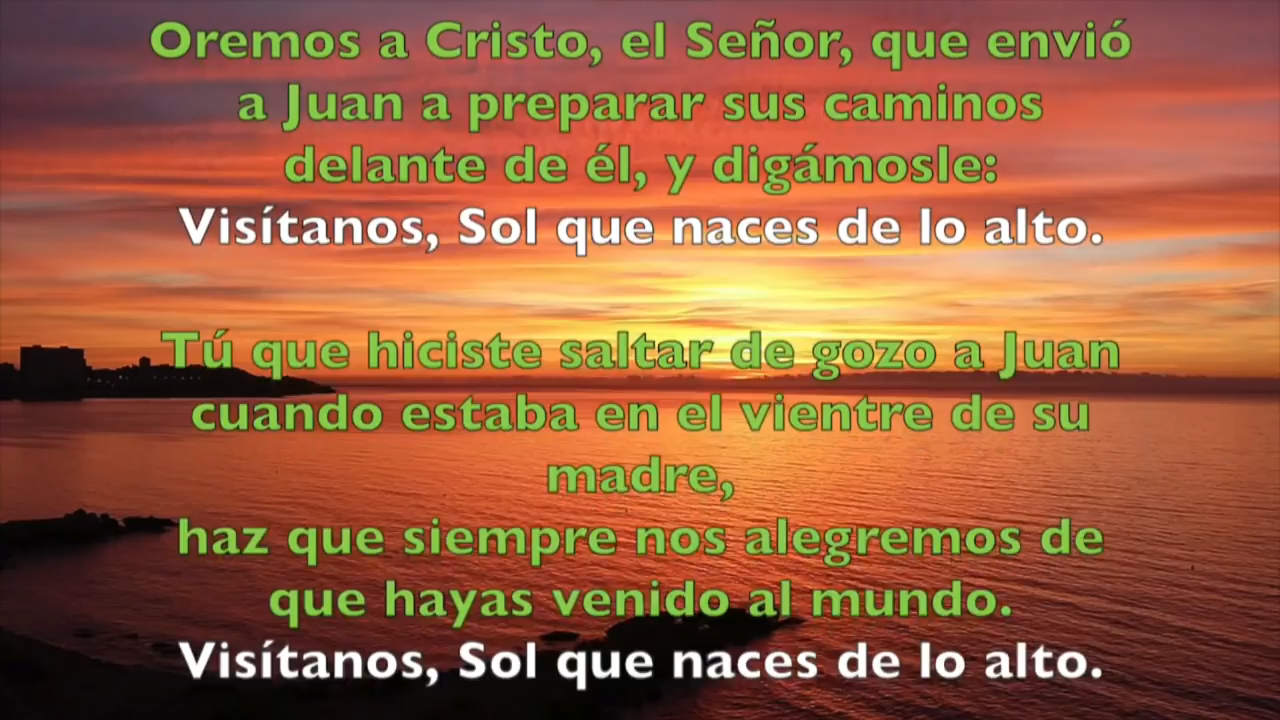 Oremos a Cristo, el Señor, que envió
a Juan a preparar sus caminos
delante de él, y digámosle:
Visítanos, Sol que naces de lo alto.
Tú que hiciste saltar de gozo a Juan
cuando estaba en el vientre de su
madre,
haz que siempre nos alegremos de
que hayas venido al mundo.
Visítanos, Sol que naces de lo alto.